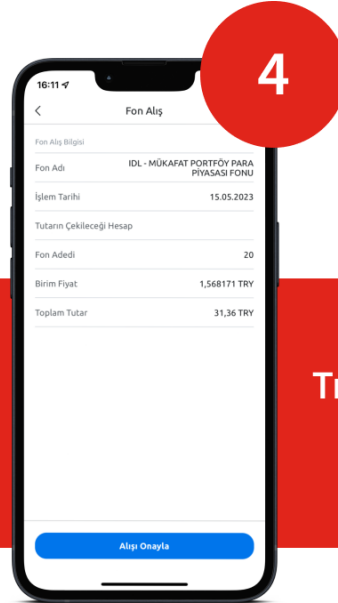 4
16:11
Fon Alış
Fon Alış Bilgisi
Fon Adı IDL - MÜKAFAT PORTFÖY PARA
PİYASASI FONU
İşlem Tarihi 15.05.2023
Tutarın Çekileceği Hesap
Fon Adedi 20
Birim Fiyat 1,568171 TRY
Toplam Tutar 31,36 TRY
Alışı Onayla